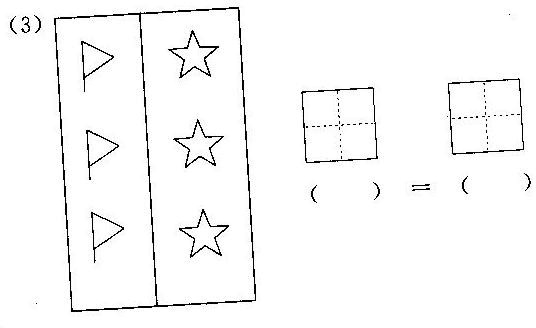 (3)
( ) = ( )